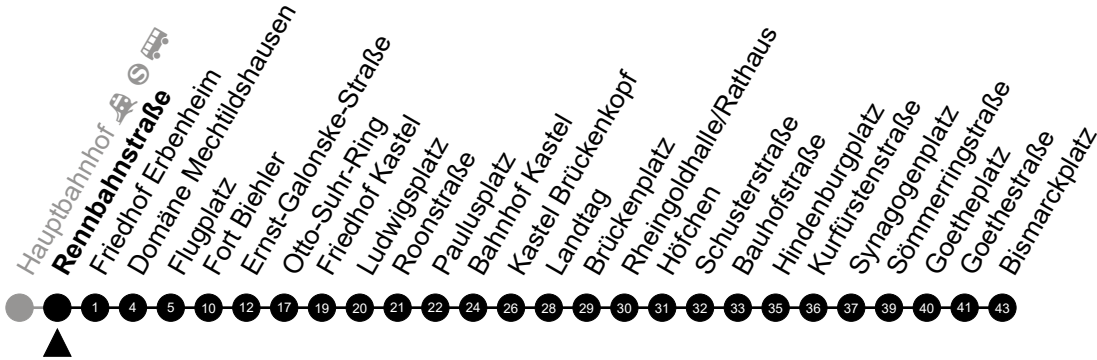 Hauptbahnhof S
Rennbahnstraße
Friedhof Erbenheim
Domäne Mechtildshausen
Flugplatz
Fort Biehler
Ernst-Galonske-Straße
Otto-Suhr-Ring
Friedhof Kastel
Ludwigsplatz
Roonstraße
Paulusplatz
Bahnhof Kastel
Kastel Brückenkopf
Landtag
Brückenplatz
Rheingoldhalle/Rathaus
Höfchen
Schusterstraße
Bauhofstraße
Hindenburgplatz
Kurfürstenstraße
Synagogenplatz
Sömmerringstraße
Goetheplatz
Goethestraße
Bismarckplatz
1 4 5 10 12 17 19 20 21 22 24 26 28 29 30 31 32 33 35 36 37 39 40 41 43